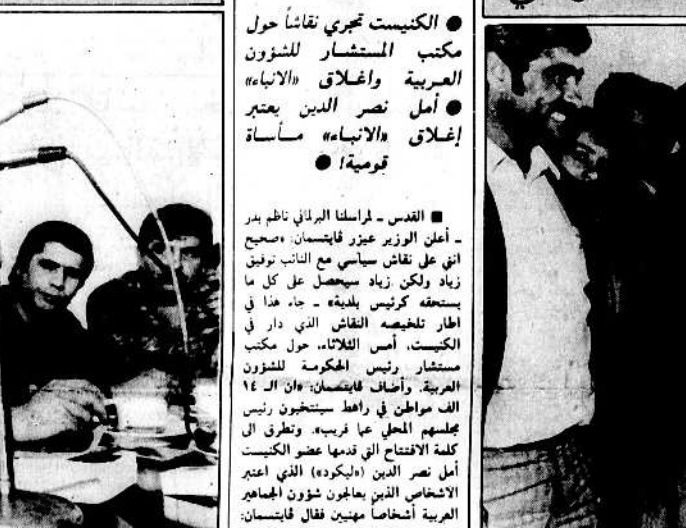 ● الكنيست تجري نقاشاً حول
مكتب المستشار للشؤون
العربية واغلاق «الانباء»
● أمل نصر الدين يعتبر
إغلاق «الانباء» مأساة
قومية! ●
■ القدس ـ لمراسلنا البرلماني ناظم بدر
ـ أعلن الوزير عيزر ڤايتسمان: «صحيح
انني على نقاش سياسي مع النائب توفيق
زياد ولكن زياد سيحصل على كل ما
يستحقه كرئيس بلدية» ـ جاء هذا في
اطار تلخيصه النقاش الذي دار في
الكنيست، أمس الثلاثاء، حول مكتب
مستشار رئيس الحكومة للشؤون
العربية. وأضاف ڤايتسمان: «ان الـ ١٤
الف مواطن في راهط سينتخبون رئيس
مجلسهم المحلي عما قريب». وتطرق الى
كلمة الافتتاح التي قدمها عضو الكنيست
أمل نصر الدين («ليكود») الذي اعتبر
الاشخاص الذين يعالجون شؤون الجماهير
العربية أشخاصاً مهنيين فقال ڤايتسمان: